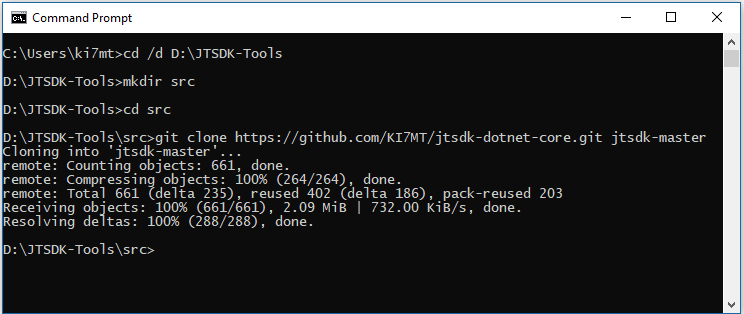 Command Prompt
C:\Users\ki7mt>cd /d D:\JTSDK-Tools
D:\JTSDK-Tools>mkdir src
D:\JTSDK-Tools>cd src
D:\JTSDK-Tools\src>git clone https://github.com/KI7MT/jtsdk-dotnet-core.git jtsdk-master
Cloning into 'jtsdk-master'...
remote: Counting objects: 661, done.
remote: Compressing objects: 100% (264/264), done.
remote: Total 661 (delta 235), reused 402 (delta 186), pack-reused 203
Receiving objects: 100% (661/661), 2.09 MiB | 732.00 KiB/s, done.
Resolving deltas: 100% (288/288), done.
D:\JTSDK-Tools\src>